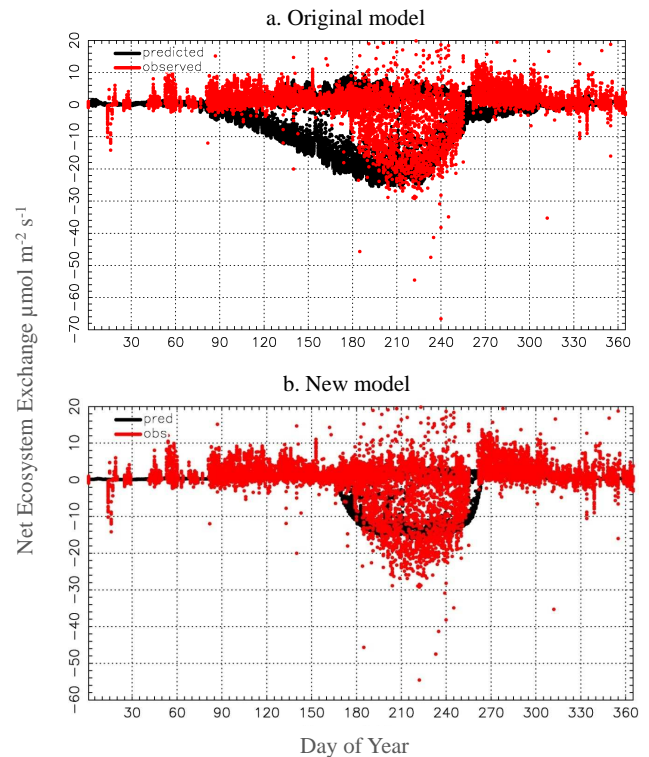 a. Original model
predicted
observed
20
10
0
−10
−20
−30
−40
−50
−60
−70
30 60 90 120 150 180 210 240 270 300 330 360
b. New model
pred
obs.
20
10
0
−10
−20
−30
−40
−50
−60
30 60 90 120 150 180 210 240 270 300 330 360
Net Ecosystem Exchange µmol m⁻² s⁻¹
Day of Year